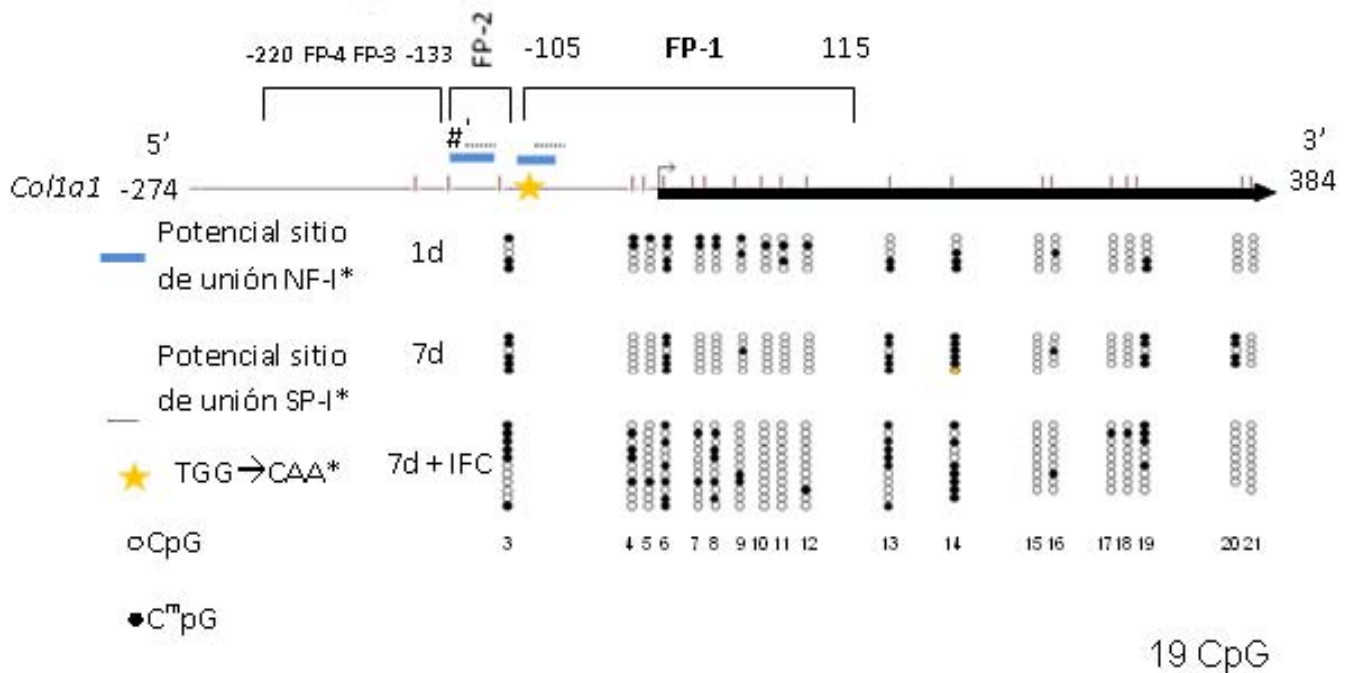 -220 FP-4 FP-3 -133
FP-2
-105 FP-1 115
#'
5' 3'
Col1a1 -274 384
Potencial sitio de unión NF-I*
1d
Potencial sitio de unión SP-I*
7d
TGG→CAA*
7d + IFC
CpG
CᵐpG
3 4 5 6 7 8 9 10 11 12 13 14 15 16 17 18 19 20 21
19 CpG